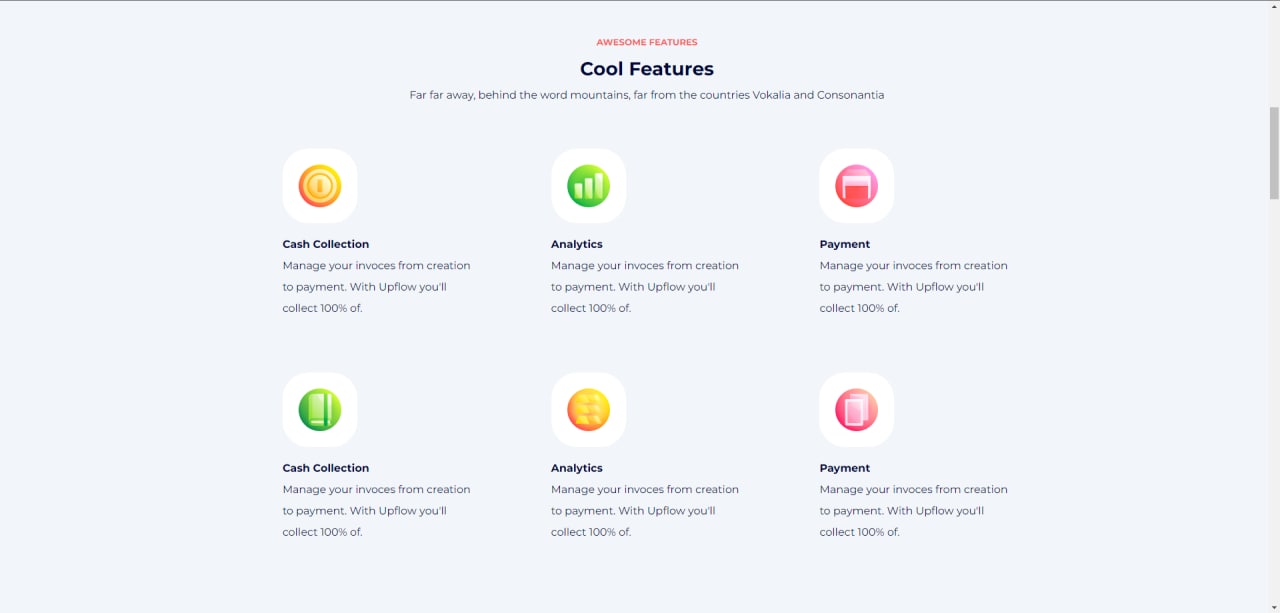 AWESOME FEATURES
Cool Features
Far far away, behind the word mountains, far from the countries Vokalia and Consonantia
Cash Collection
Manage your invoces from creation
to payment. With Upflow you'll
collect 100% of.
Analytics
Manage your invoces from creation
to payment. With Upflow you'll
collect 100% of.
Payment
Manage your invoces from creation
to payment. With Upflow you'll
collect 100% of.
Cash Collection
Manage your invoces from creation
to payment. With Upflow you'll
collect 100% of.
Analytics
Manage your invoces from creation
to payment. With Upflow you'll
collect 100% of.
Payment
Manage your invoces from creation
to payment. With Upflow you'll
collect 100% of.